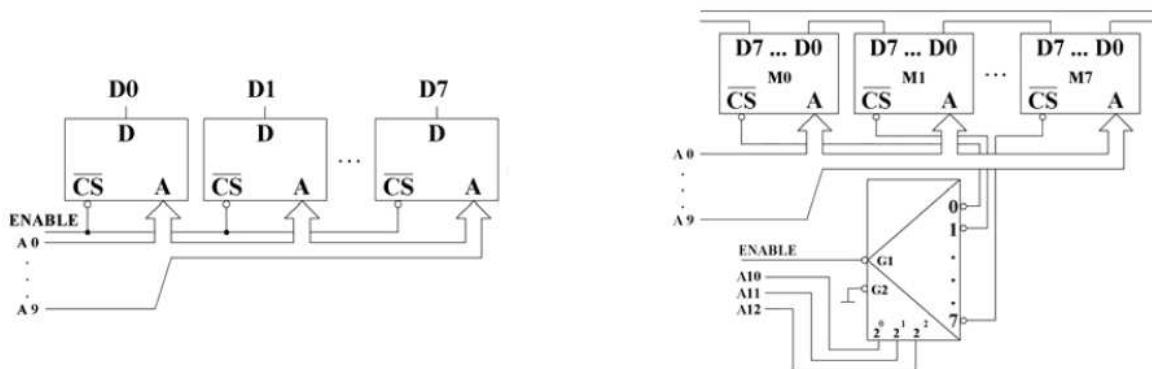 D0 D1 D7
D D ... D
CS A CS A CS A
ENABLE
A 0
.
.
.
A 9
D7 ... D0 D7 ... D0 D7 ... D0
M0 M1 ... M7
CS A CS A CS A
A 0
.
.
.
A 9
0
1
.
.
.
7
ENABLE
G1
A10
G2
A11
A12
2^0 2^1 2^2